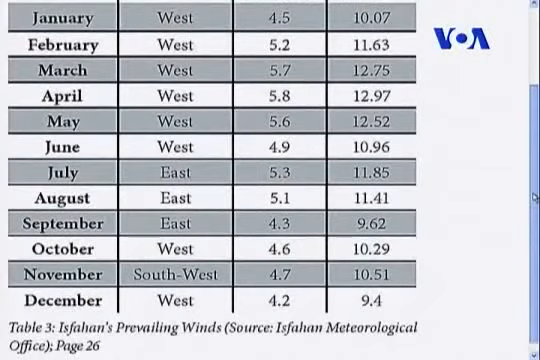 January West 4.5 10.07
VOA
February West 5.2 11.63
March West 5.7 12.75
April West 5.8 12.97
May West 5.6 12.52
June West 4.9 10.96
July East 5.3 11.85
August East 5.1 11.41
September East 4.3 9.62
October West 4.6 10.29
November South-West 4.7 10.51
December West 4.2 9.4
Table 3: Isfahan's Prevailing Winds (Source: Isfahan Meteorological
Office); Page 26